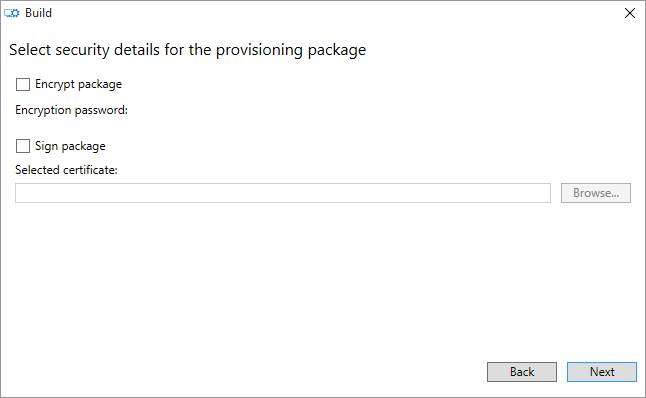 Build
Select security details for the provisioning package
Encrypt package
Encryption password:
Sign package
Selected certificate:
Browse...
Back
Next